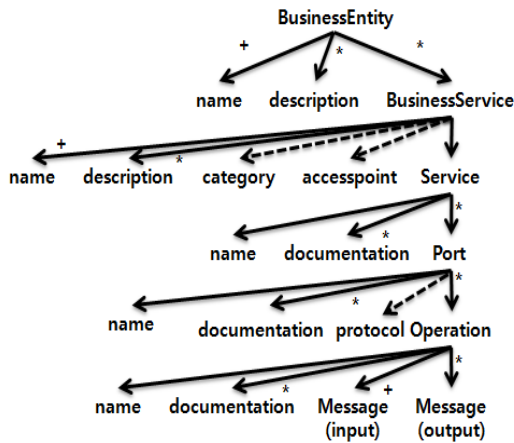 BusinessEntity
+ * *
name description BusinessService
+ *
name description category accesspoint Service
* *
name documentation Port
* *
name documentation protocol Operation
* + *
name documentation Message (input) Message (output)